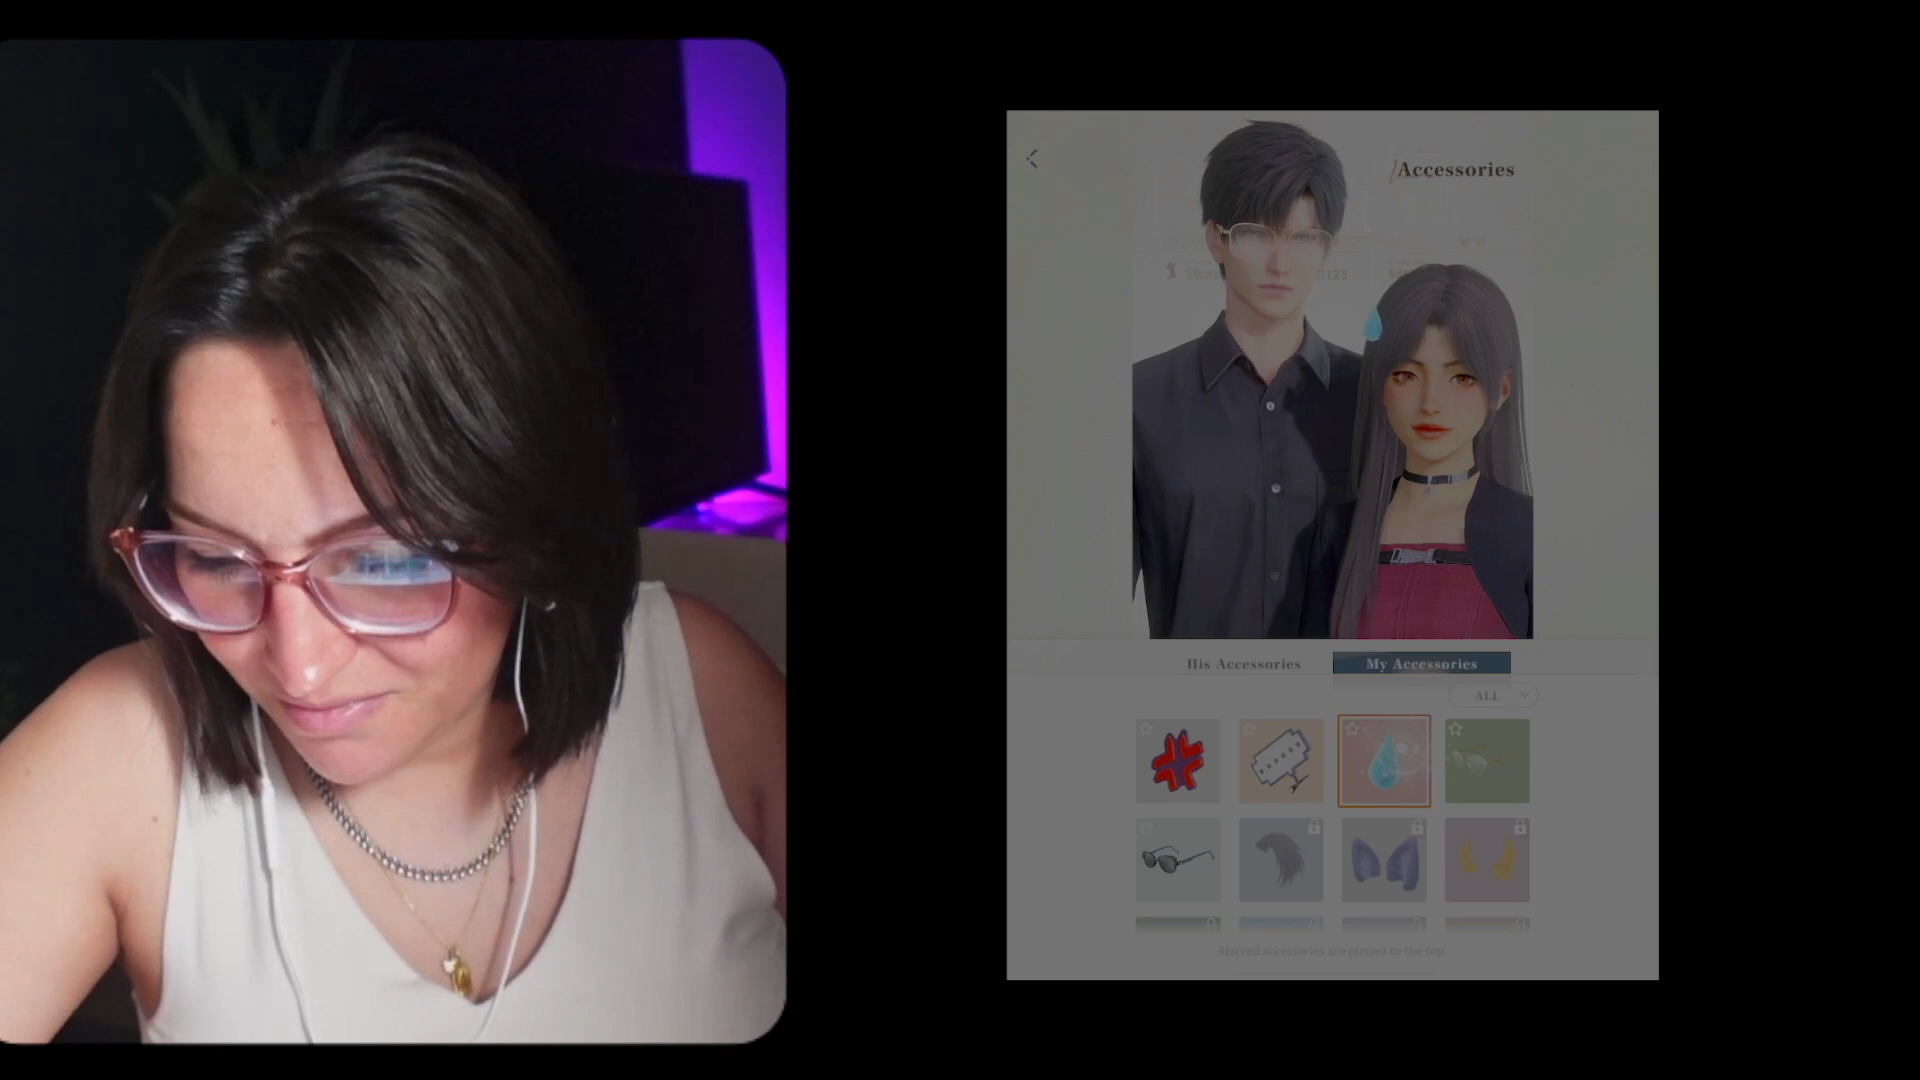 Accessories
His Accessories
My Accessories
ALL
Starred accessories are pinned to the top.